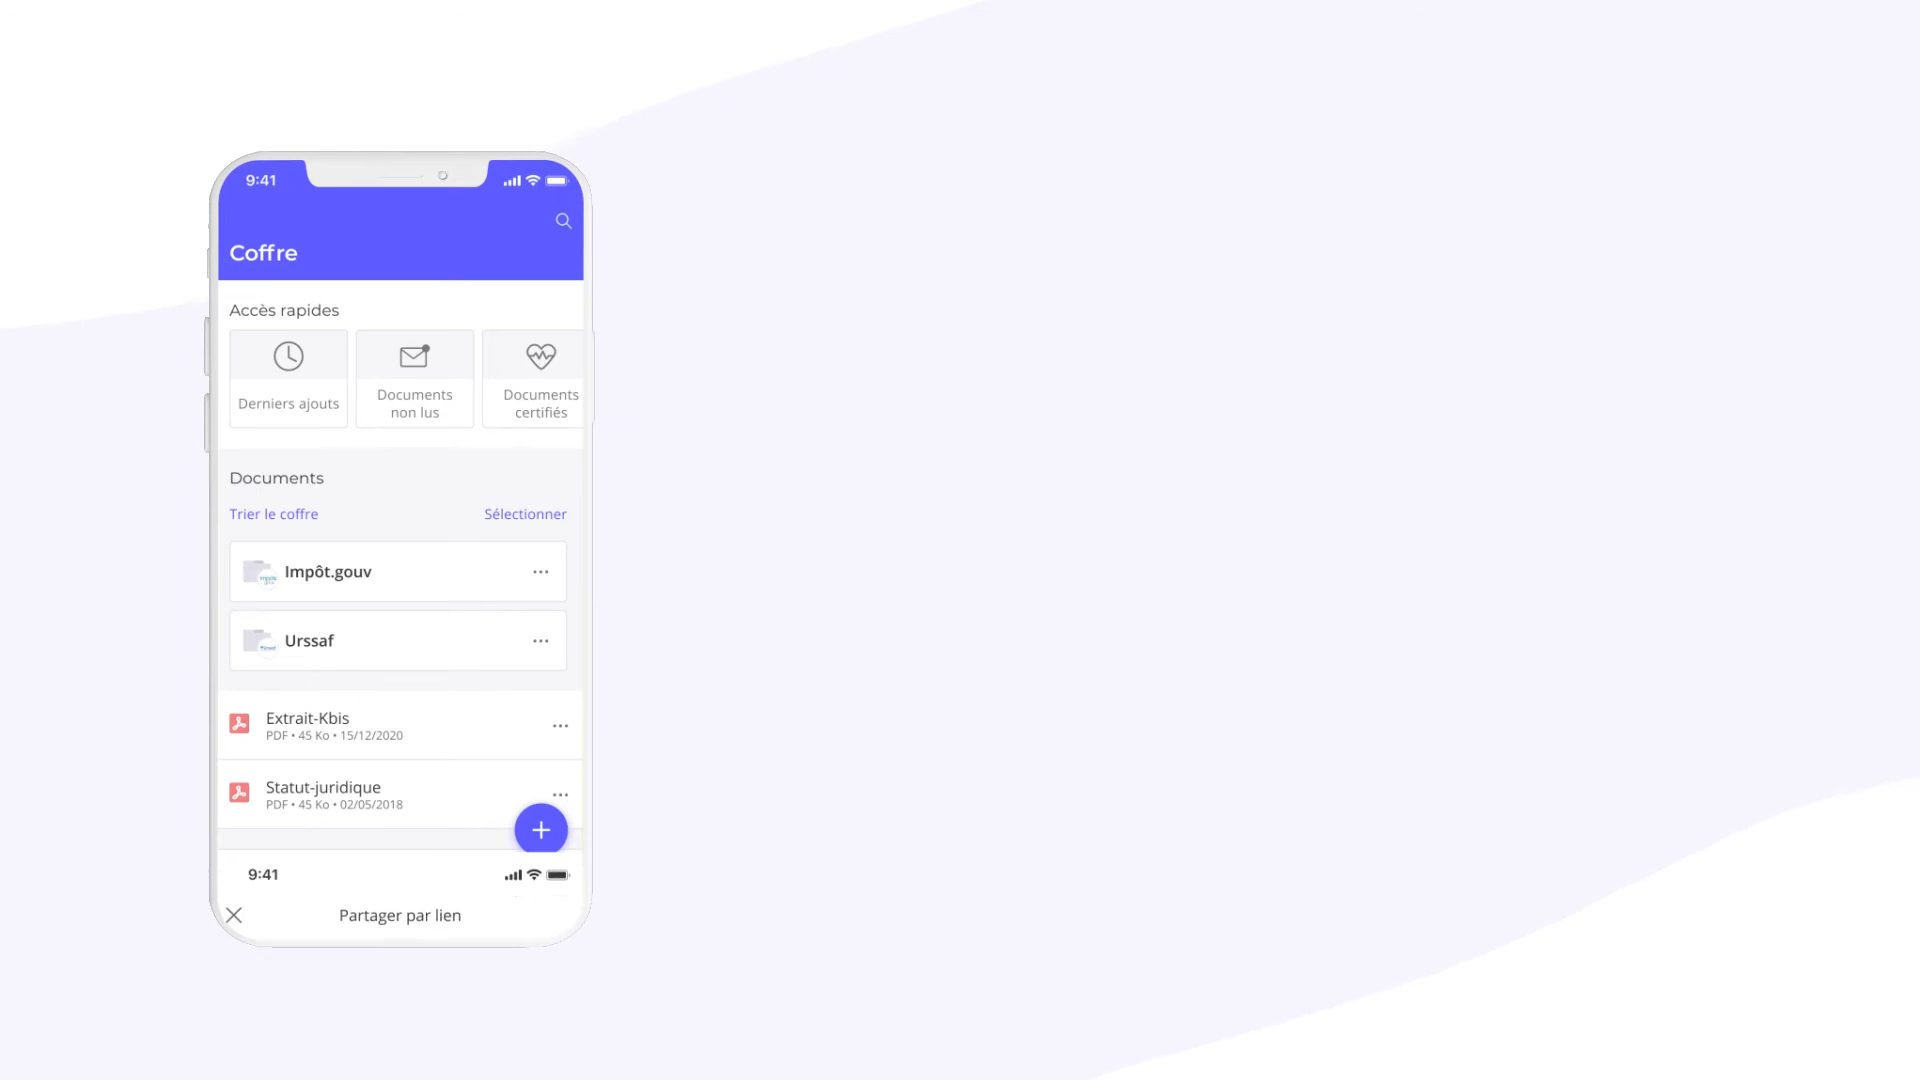 9:41
Coffre
Accès rapides
Derniers ajouts
Documents
non lus
Documents
certifiés
Documents
Trier le coffre
Sélectionner
Impôt.gouv
Urssaf
Extrait-Kbis
PDF • 45 Ko • 15/12/2020
Statut-juridique
PDF • 45 Ko • 02/05/2018
9:41
Partager par lien